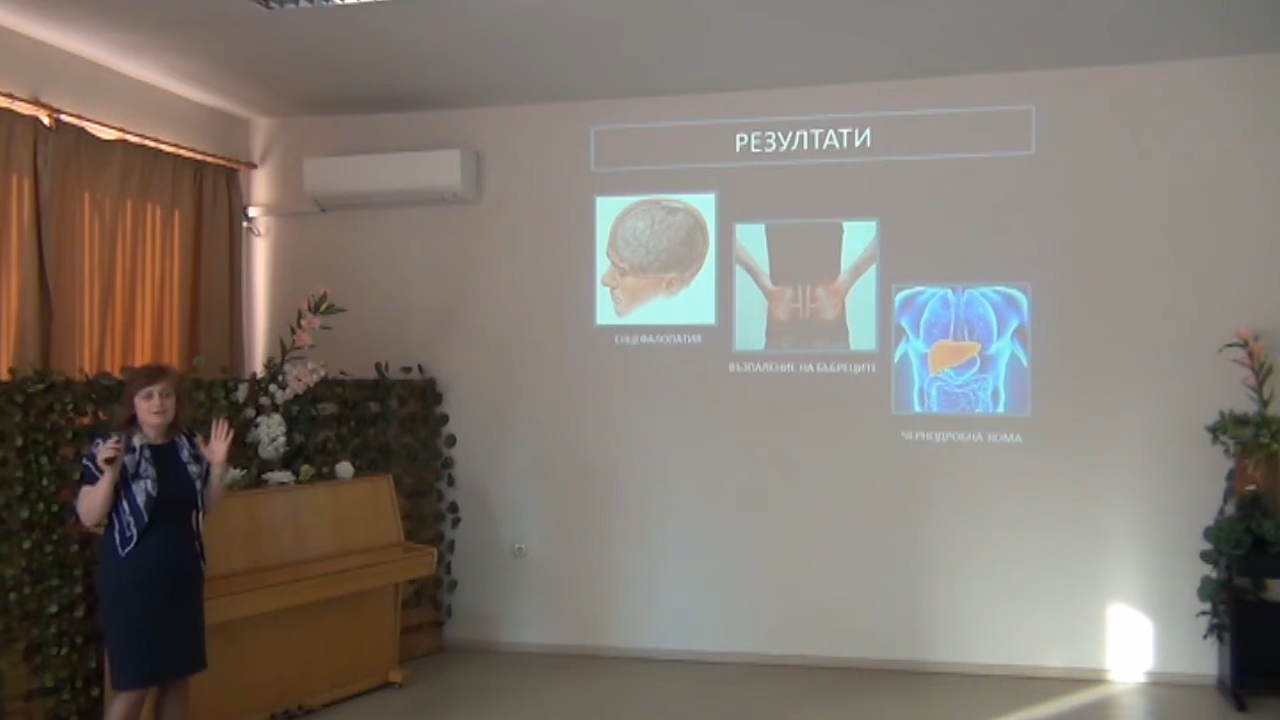 РЕЗУЛТАТИ
ЕНЦЕФАЛОПАТИЯ
ВЪЗПАЛЕНИЕ НА БЪБРЕЦИТЕ
ЧЕРНОДРОБНА КОМА